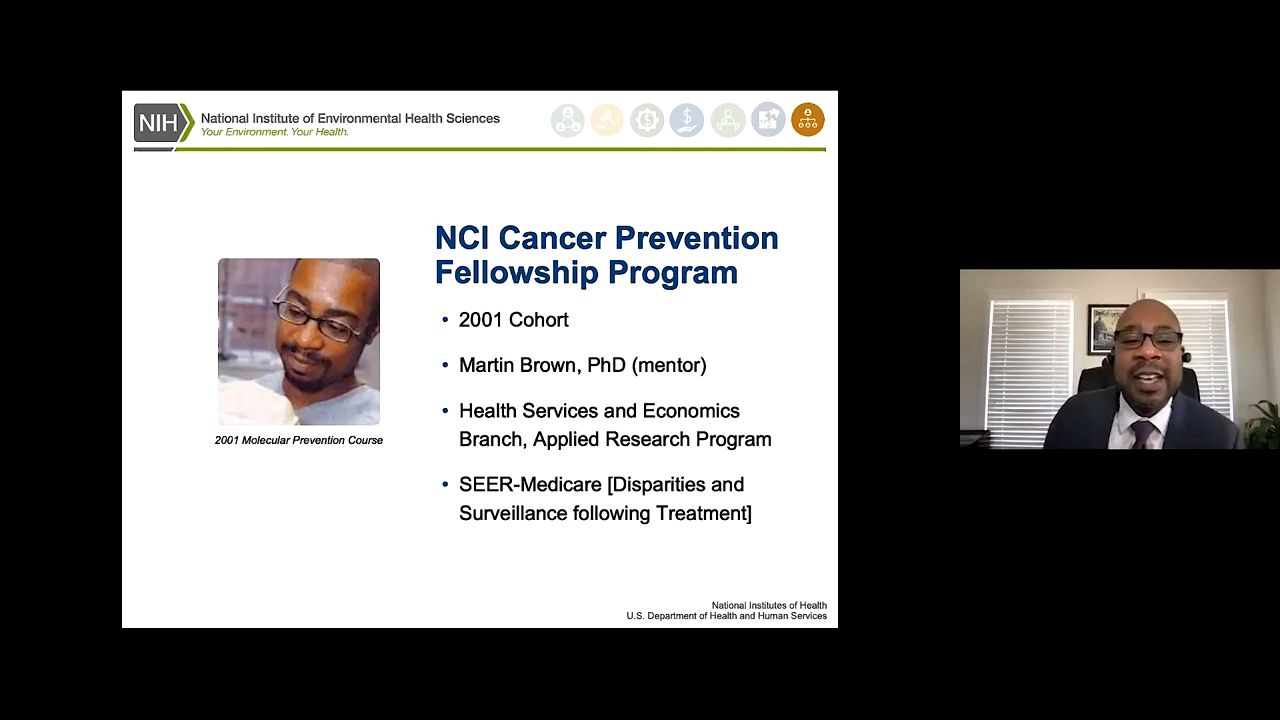 NIH
National Institute of Environmental Health Sciences
Your Environment. Your Health.
NCI Cancer Prevention
Fellowship Program
• 2001 Cohort
• Martin Brown, PhD (mentor)
• Health Services and Economics
Branch, Applied Research Program
• SEER-Medicare [Disparities and
Surveillance following Treatment]
2001 Molecular Prevention Course
National Institutes of Health
U.S. Department of Health and Human Services